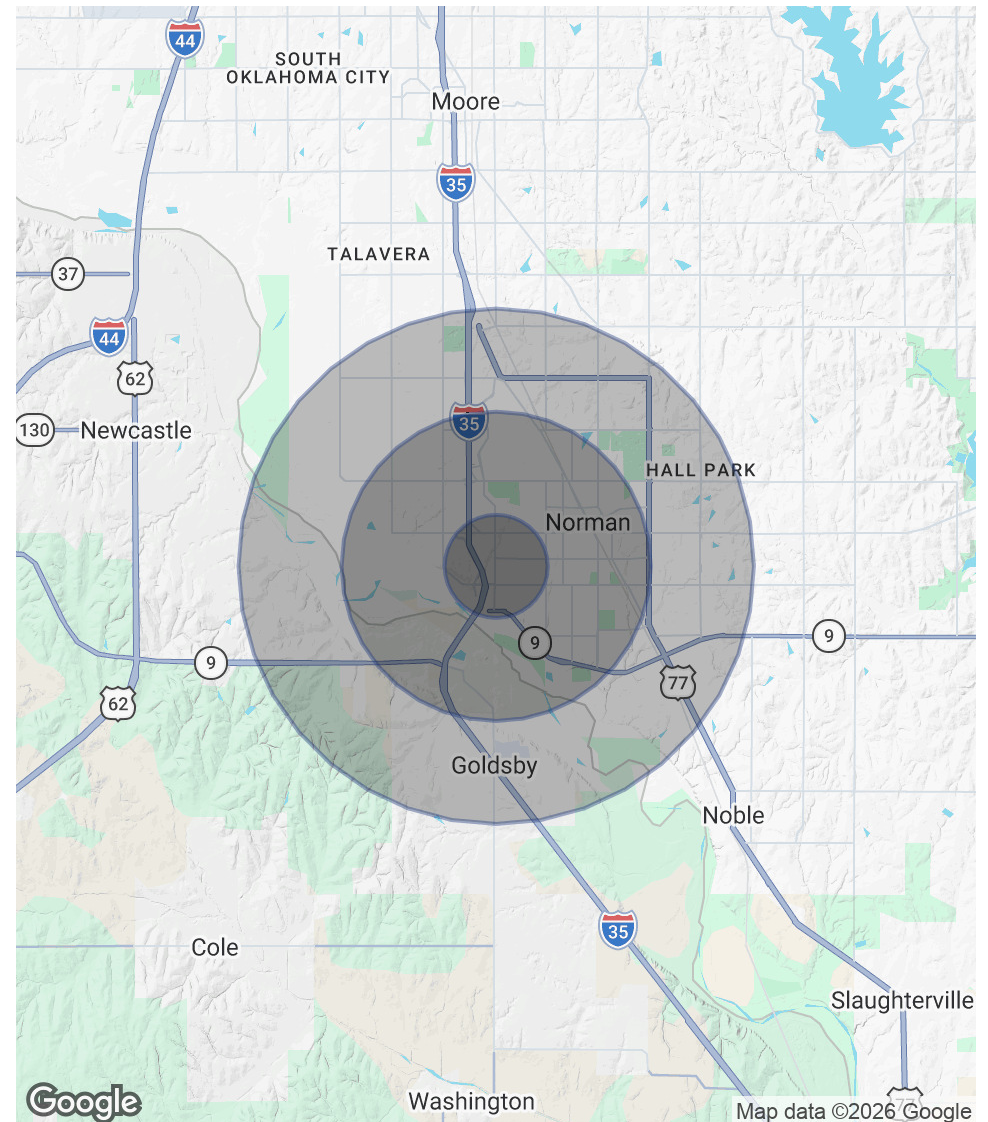 44
SOUTH
OKLAHOMA CITY
Moore
35
TALAVERA
37
44
62
35
130
Newcastle
HALL PARK
Norman
9
9
9
77
62
Goldsby
Noble
35
Cole
Slaughterville
77
Washington
Google
Map data ©2026 Google